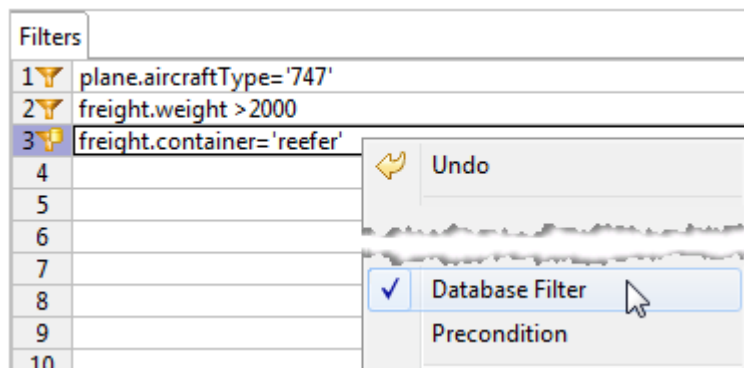 Filters
1 plane.aircraftType='747'
2 freight.weight >2000
3 freight.container='reefer'
Undo
4
5
6
7
Database Filter
8
Precondition
9
10